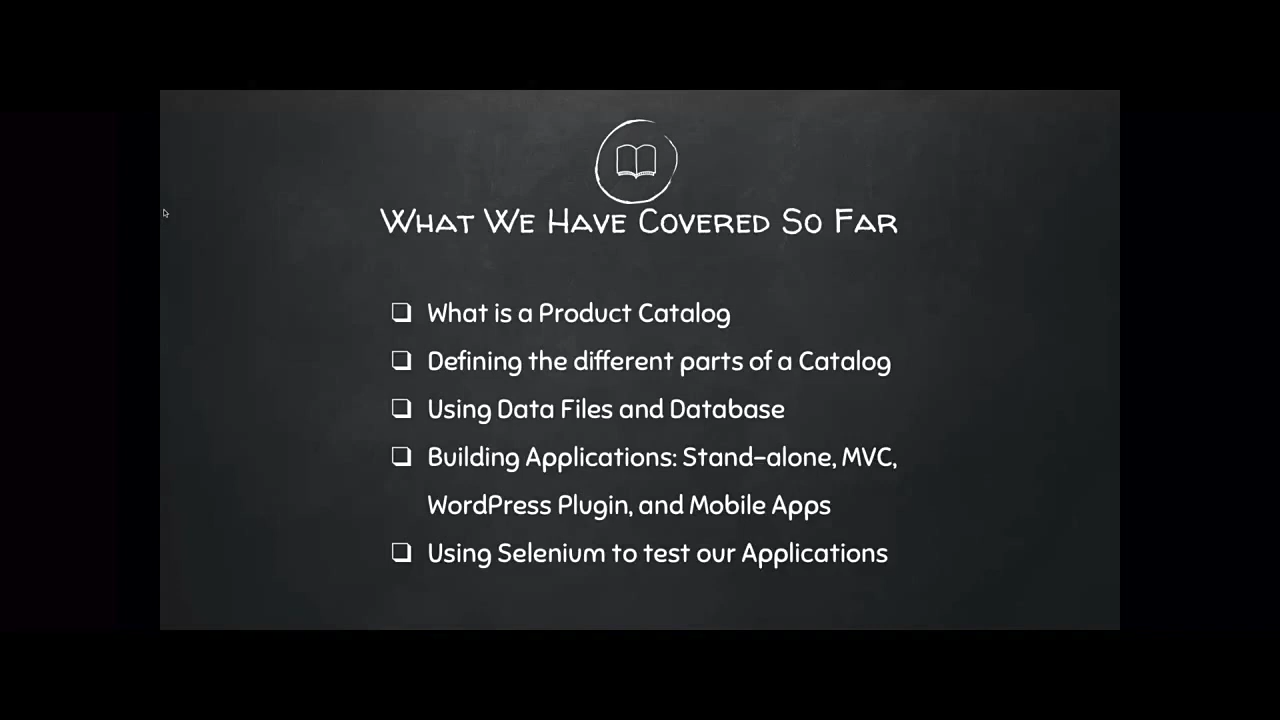 What We Have Covered So Far
❏ What is a Product Catalog
❏ Defining the different parts of a Catalog
❏ Using Data Files and Database
❏ Building Applications: Stand-alone, MVC,
WordPress Plugin, and Mobile Apps
❏ Using Selenium to test our Applications